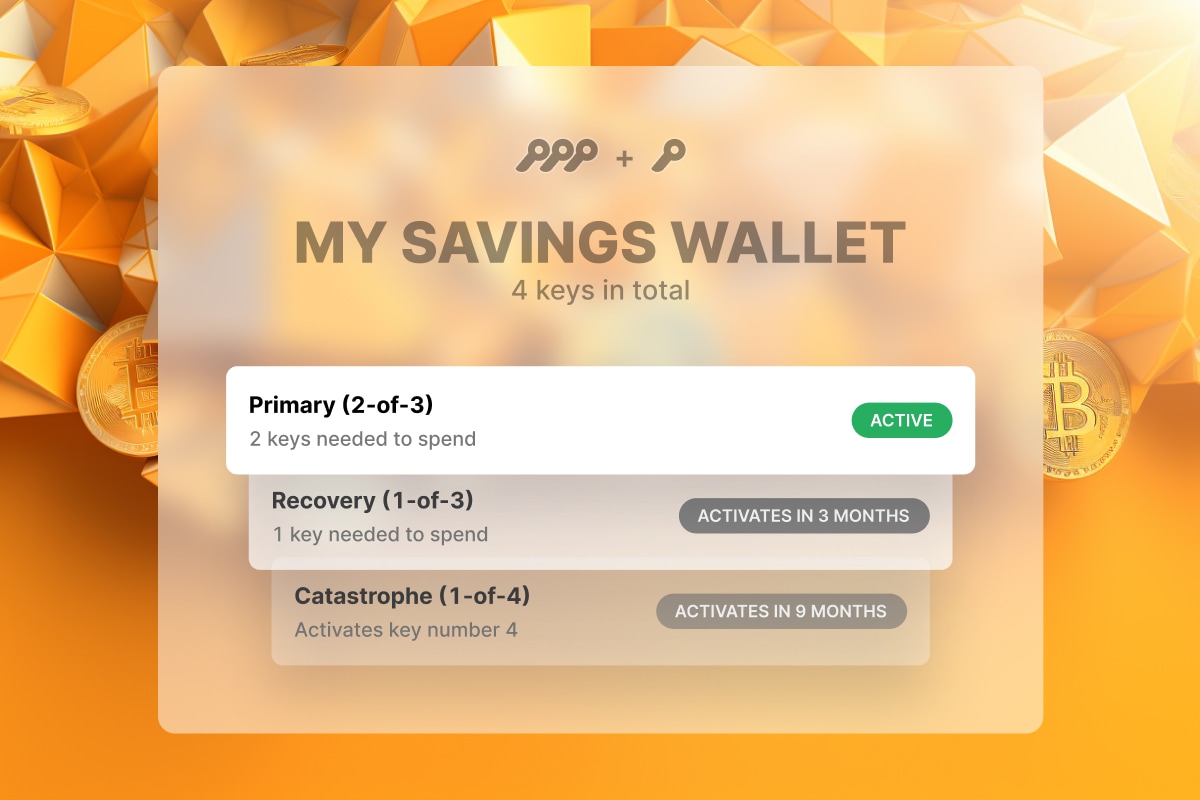 MY SAVINGS WALLET
4 keys in total
Primary (2-of-3)
2 keys needed to spend
ACTIVE
Recovery (1-of-3)
1 key needed to spend
ACTIVATES IN 3 MONTHS
Catastrophe (1-of-4)
Activates key number 4
ACTIVATES IN 9 MONTHS